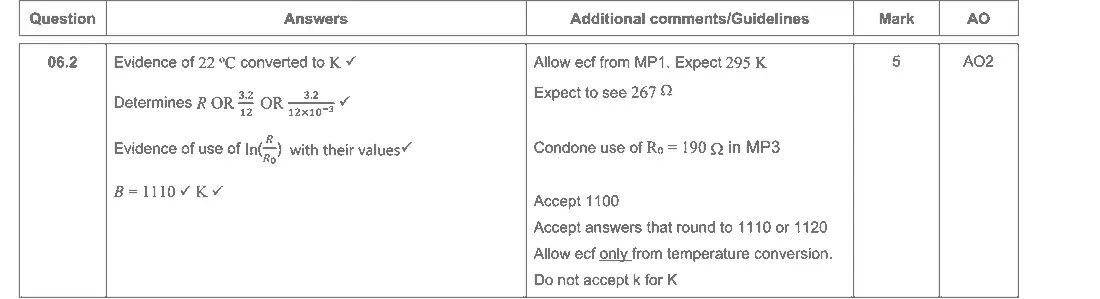 Question Answers Additional comments/Guidelines Mark AO
06.2 Evidence of 22 ºC converted to K ✓ Allow ecf from MP1. Expect 295 K 5 AO2
Determines R OR 3.2/12 OR 3.2/12×10⁻³ ✓ Expect to see 267 Ω
Evidence of use of ln(R/R₀) with their values✓ Condone use of R₀ = 190 Ω in MP3
B = 1110 ✓ K ✓
Accept 1100
Accept answers that round to 1110 or 1120
Allow ecf only from temperature conversion.
Do not accept k for K